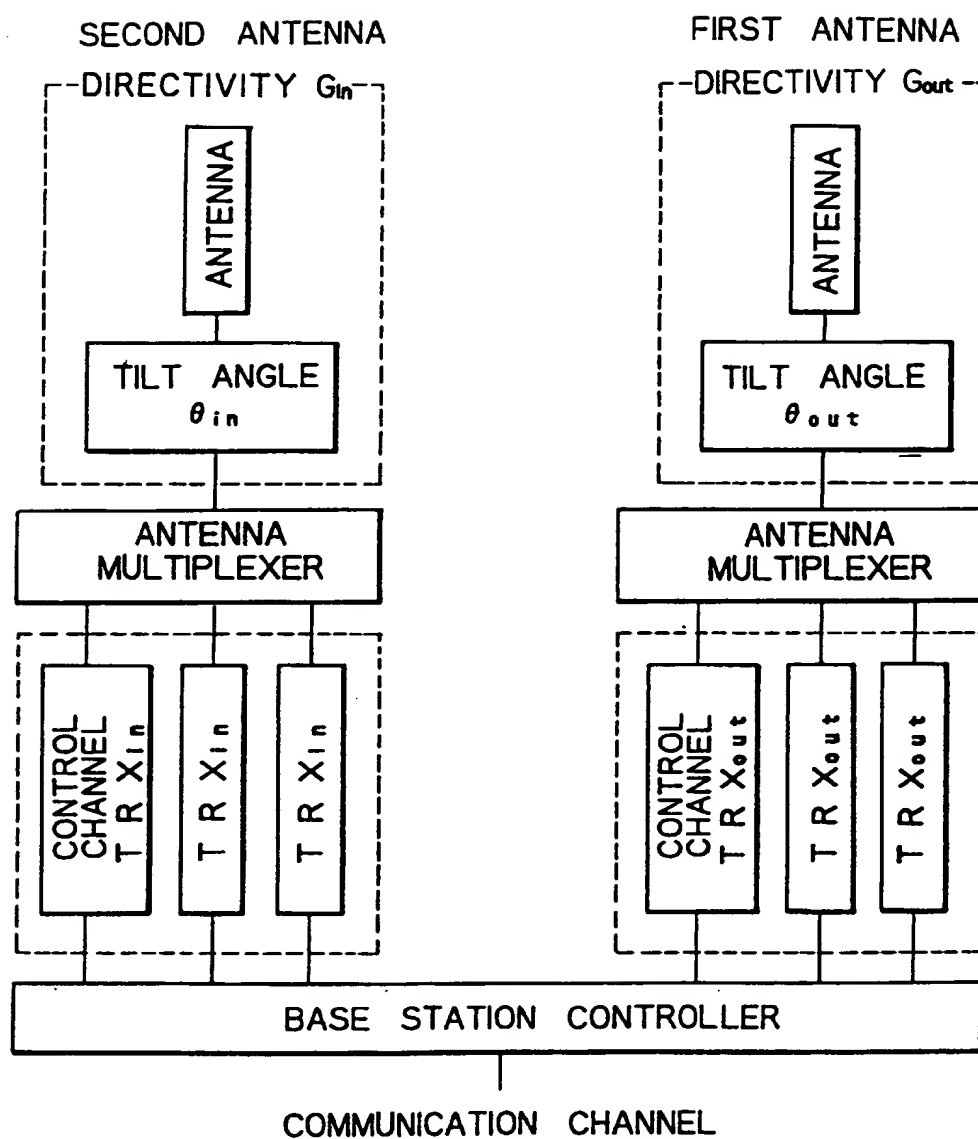 SECOND ANTENNA
DIRECTIVITY Gin
ANTENNA
TILT ANGLE
θin
ANTENNA
MULTIPLEXER
CONTROL
CHANNEL
TRXin
TRXin
TRXin
FIRST ANTENNA
DIRECTIVITY Gout
ANTENNA
TILT ANGLE
θout
ANTENNA
MULTIPLEXER
CONTROL
CHANNEL
TRXout
TRXout
TRXout
BASE STATION CONTROLLER
COMMUNICATION CHANNEL